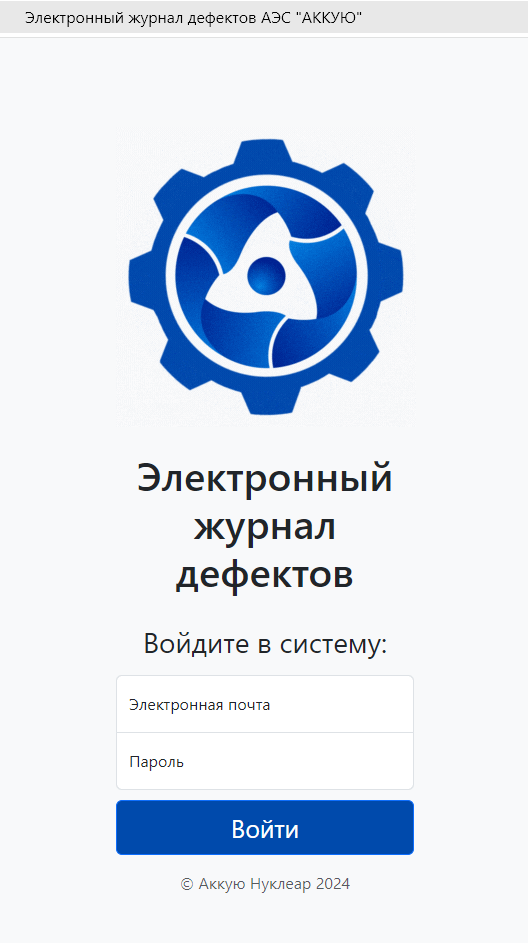 Электронный журнал дефектов АЭС "АККУЮ"
Электронный
журнал
дефектов
Войдите в систему:
Электронная почта
Пароль
Войти
© Аккую Нуклеар 2024